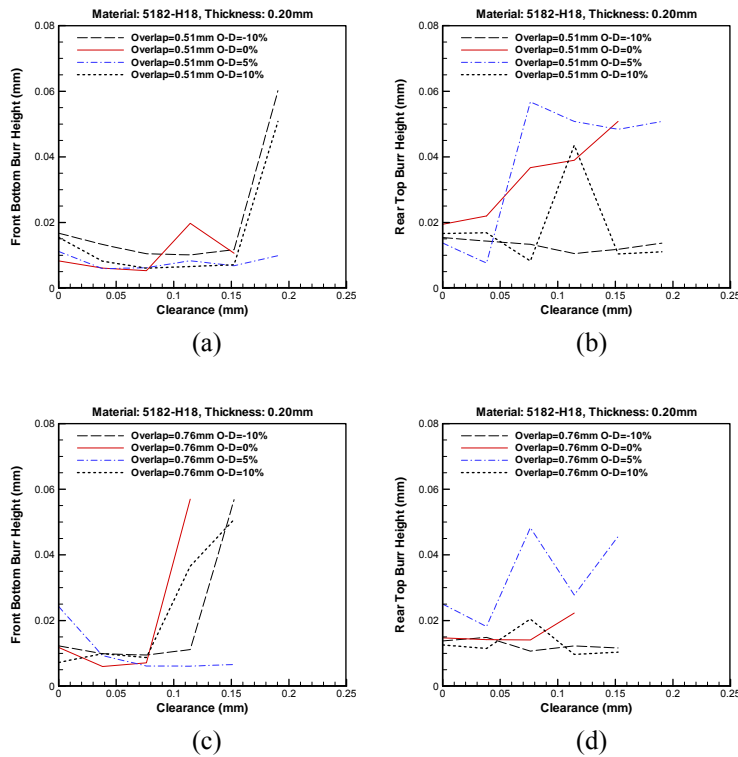 Material: 5182-H18, Thickness: 0.20mm
Overlap=0.51mm O-D=-10%
Overlap=0.51mm O-D=0%
Overlap=0.51mm O-D=5%
Overlap=0.51mm O-D=10%
Front Bottom Burr Height (mm)
0.08
0.06
0.04
0.02
0
0 0.05 0.1 0.15 0.2 0.25
Clearance (mm)
(a)
Material: 5182-H18, Thickness: 0.20mm
Overlap=0.51mm O-D=-10%
Overlap=0.51mm O-D=0%
Overlap=0.51mm O-D=5%
Overlap=0.51mm O-D=10%
Rear Top Burr Height (mm)
0.08
0.06
0.04
0.02
0
0 0.05 0.1 0.15 0.2 0.25
Clearance (mm)
(b)
Material: 5182-H18, Thickness: 0.20mm
Overlap=0.76mm O-D=-10%
Overlap=0.76mm O-D=0%
Overlap=0.76mm O-D=5%
Overlap=0.76mm O-D=10%
Front Bottom Burr Height (mm)
0.08
0.06
0.04
0.02
0
0 0.05 0.1 0.15 0.2 0.25
Clearance (mm)
(c)
Material: 5182-H18, Thickness: 0.20mm
Overlap=0.76mm O-D=-10%
Overlap=0.76mm O-D=0%
Overlap=0.76mm O-D=5%
Overlap=0.76mm O-D=10%
Rear Top Burr Height (mm)
0.08
0.06
0.04
0.02
0
0 0.05 0.1 0.15 0.2 0.25
Clearance (mm)
(d)